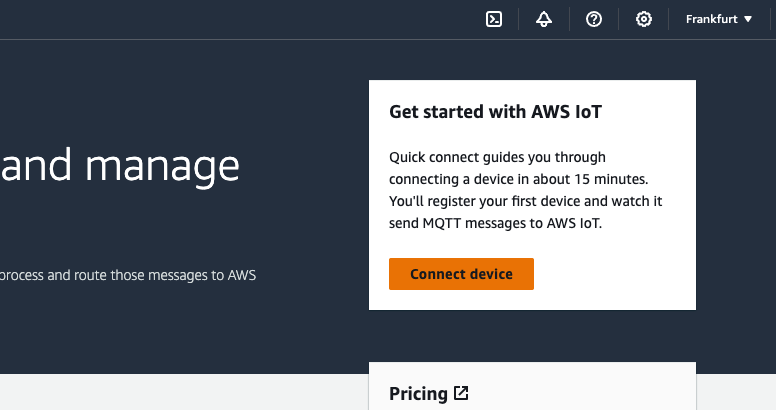 Frankfurt
and manage
process and route those messages to AWS
Get started with AWS IoT
Quick connect guides you through
connecting a device in about 15 minutes.
You'll register your first device and watch it
send MQTT messages to AWS IoT.
Connect device
Pricing